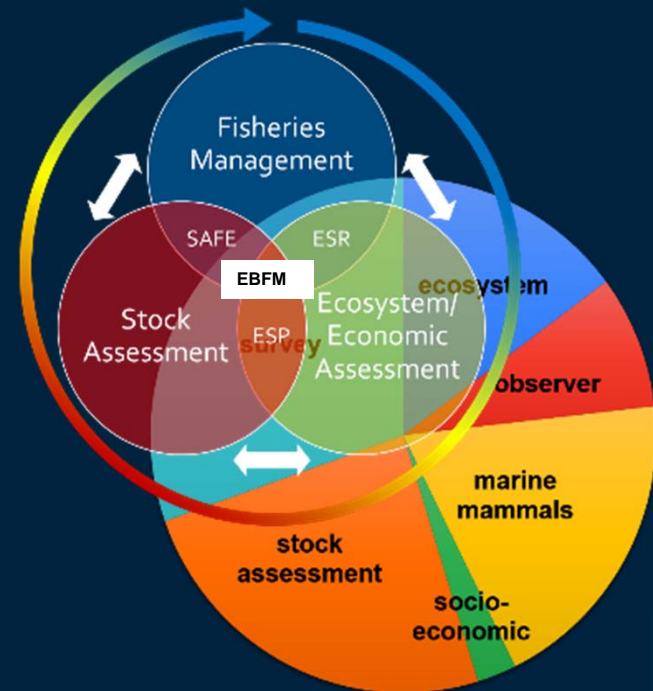 Fisheries
Management
SAFE
ESR
EBFM
ecosystem
Stock
Assessment
ESP
survey
Ecosystem/
Economic
Assessment
observer
marine
mammals
stock
assessment
socio-
economic